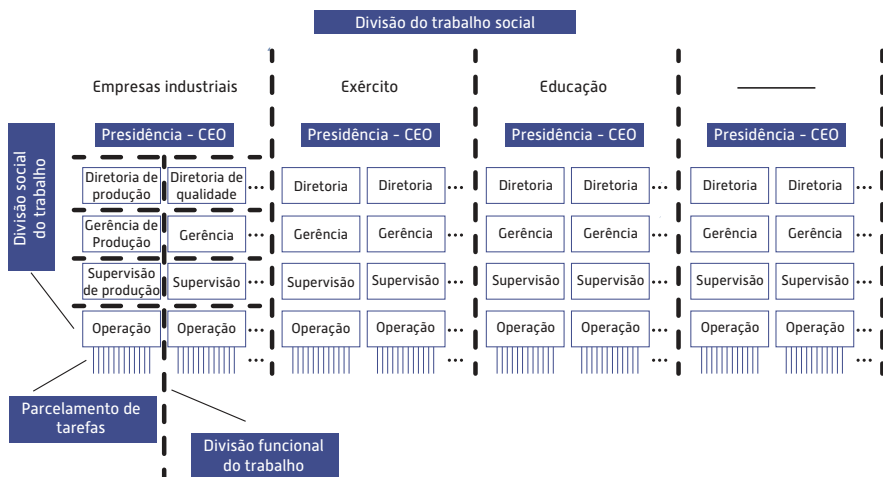 Divisão do trabalho social
Empresas industriais
Exército
Educação
Presidência - CEO
Presidência - CEO
Presidência - CEO
Presidência - CEO
Divisão social
do trabalho
Diretoria de
produção
Diretoria de
qualidade
...
Diretoria
Diretoria
...
Diretoria
Diretoria
...
Diretoria
Diretoria
...
Gerência de
Produção
Gerência
...
Gerência
Gerência
...
Gerência
Gerência
...
Gerência
Gerência
...
Supervisão
de produção
Supervisão
...
Supervisão
Supervisão
...
Supervisão
Supervisão
...
Supervisão
Supervisão
...
Operação
Operação
...
Operação
Operação
...
Operação
Operação
...
Operação
Operação
...
...
...
...
...
Parcelamento de
tarefas
Divisão funcional
do trabalho